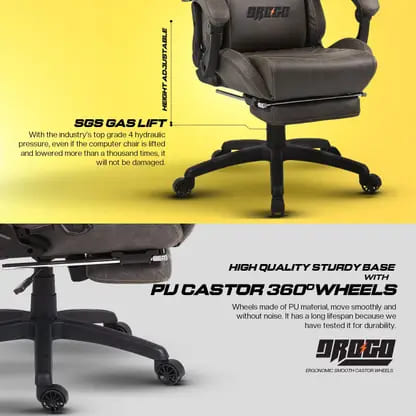 DROGO
HEIGHT ADJUSTABLE
SGS GAS LIFT
With the industry's top grade 4 hydraulic
pressure, even if the computer chair is lifted
and lowered more than a thousand times, it
will not be damaged.
HIGH QUALITY STURDY BASE
WITH
PU CASTOR 360° WHEELS
Wheels made of PU material, move smoothly and
without noise. It has a long lifespan because we
have tested it for durability.
DROGO
ERGONOMIC SMOOTH CASTOR WHEELS